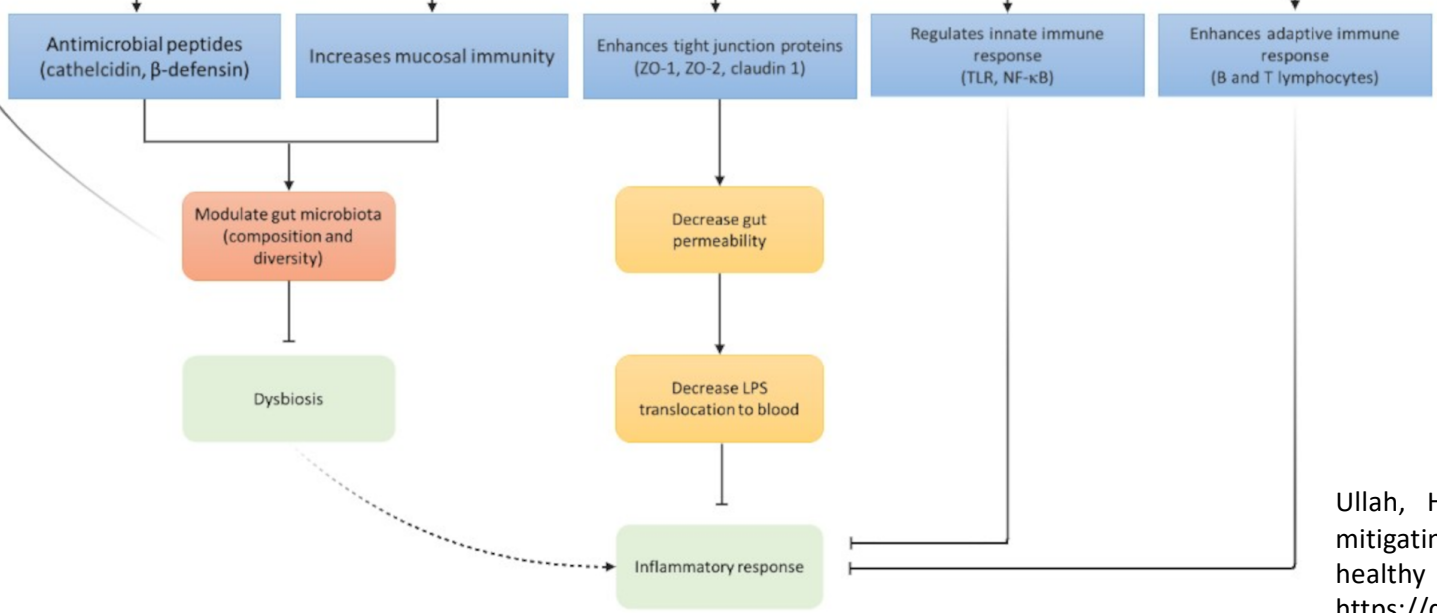 Antimicrobial peptides
(cathelcidin, β-defensin)
Increases mucosal immunity
Enhances tight junction proteins
(ZO-1, ZO-2, claudin 1)
Regulates innate immune
response
(TLR, NF-κB)
Enhances adaptive immune
response
(B and T lymphocytes)
Modulate gut microbiota
(composition and
diversity)
Decrease gut
permeability
Dysbiosis
Decrease LPS
translocation to blood
Inflammatory response
Ullah, H
mitigatin
healthy